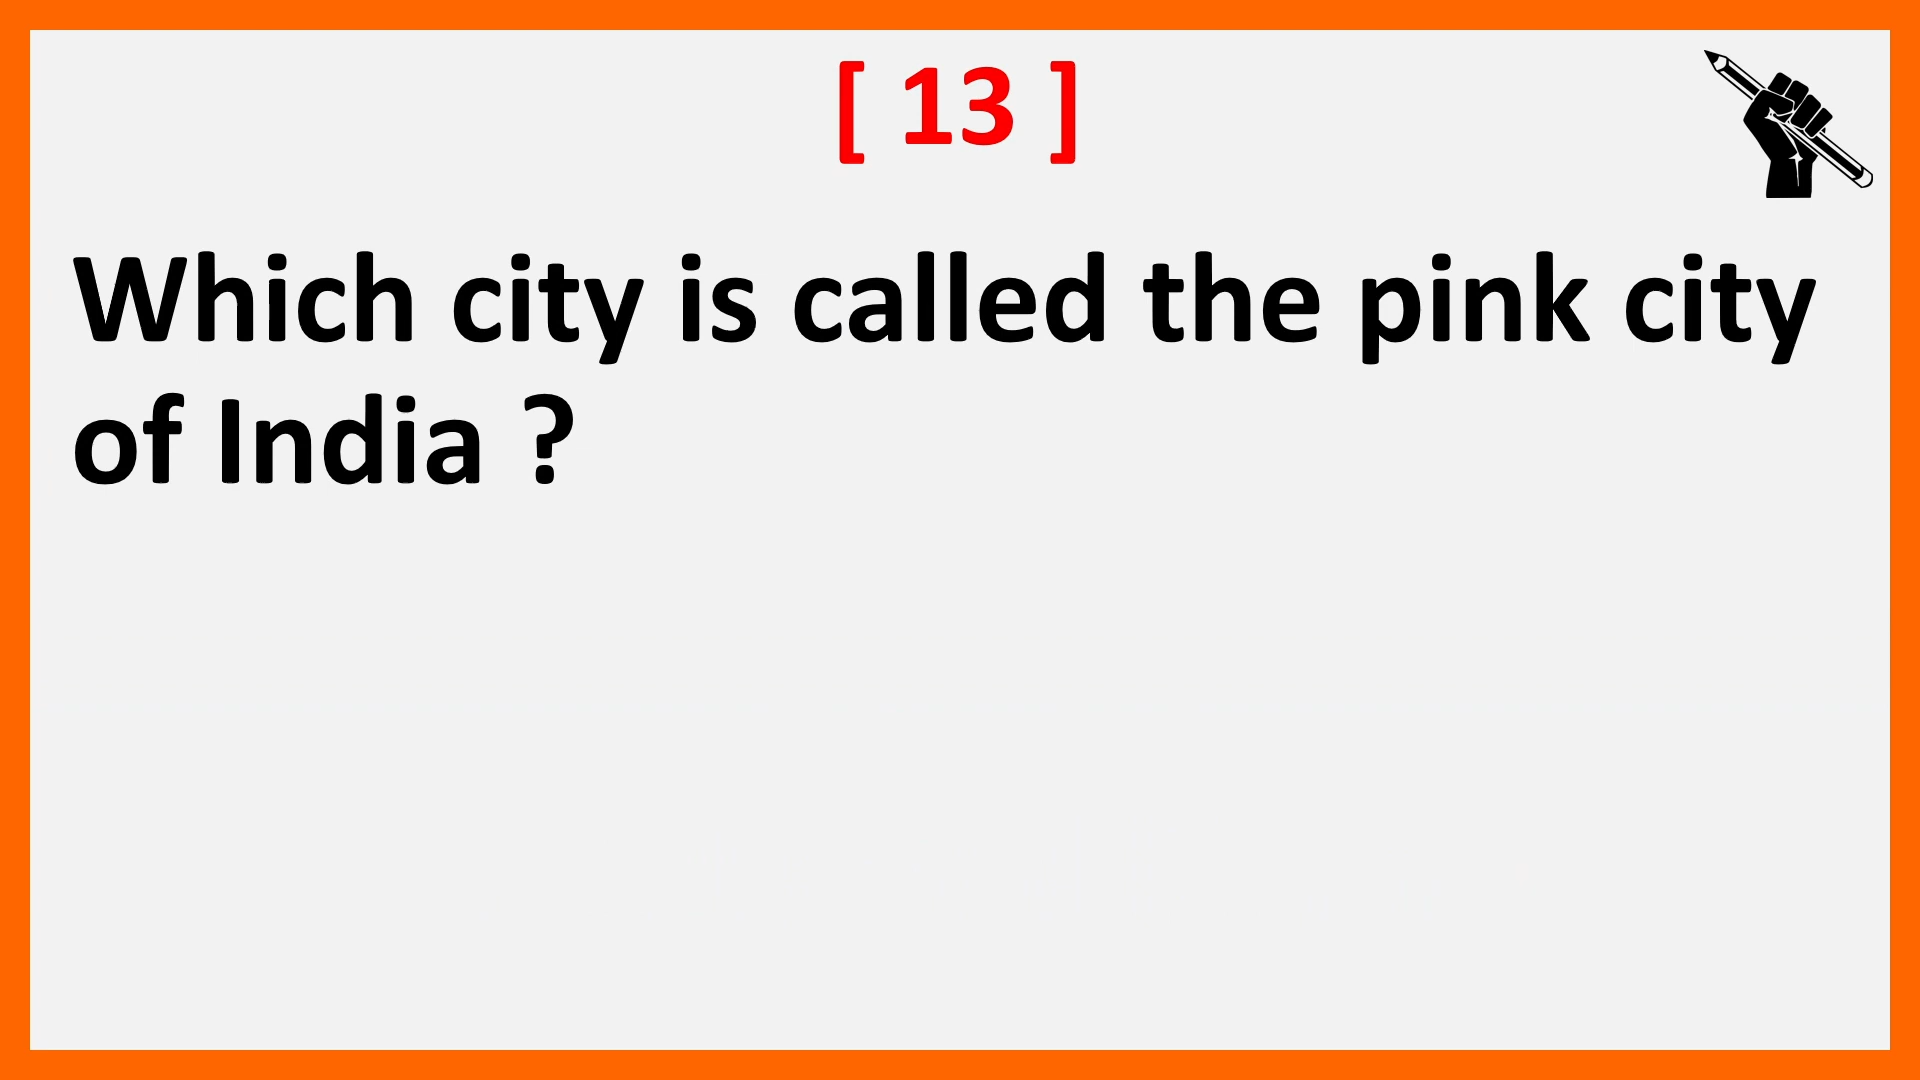 [ 13 ]
Which city is called the pink city
of India ?